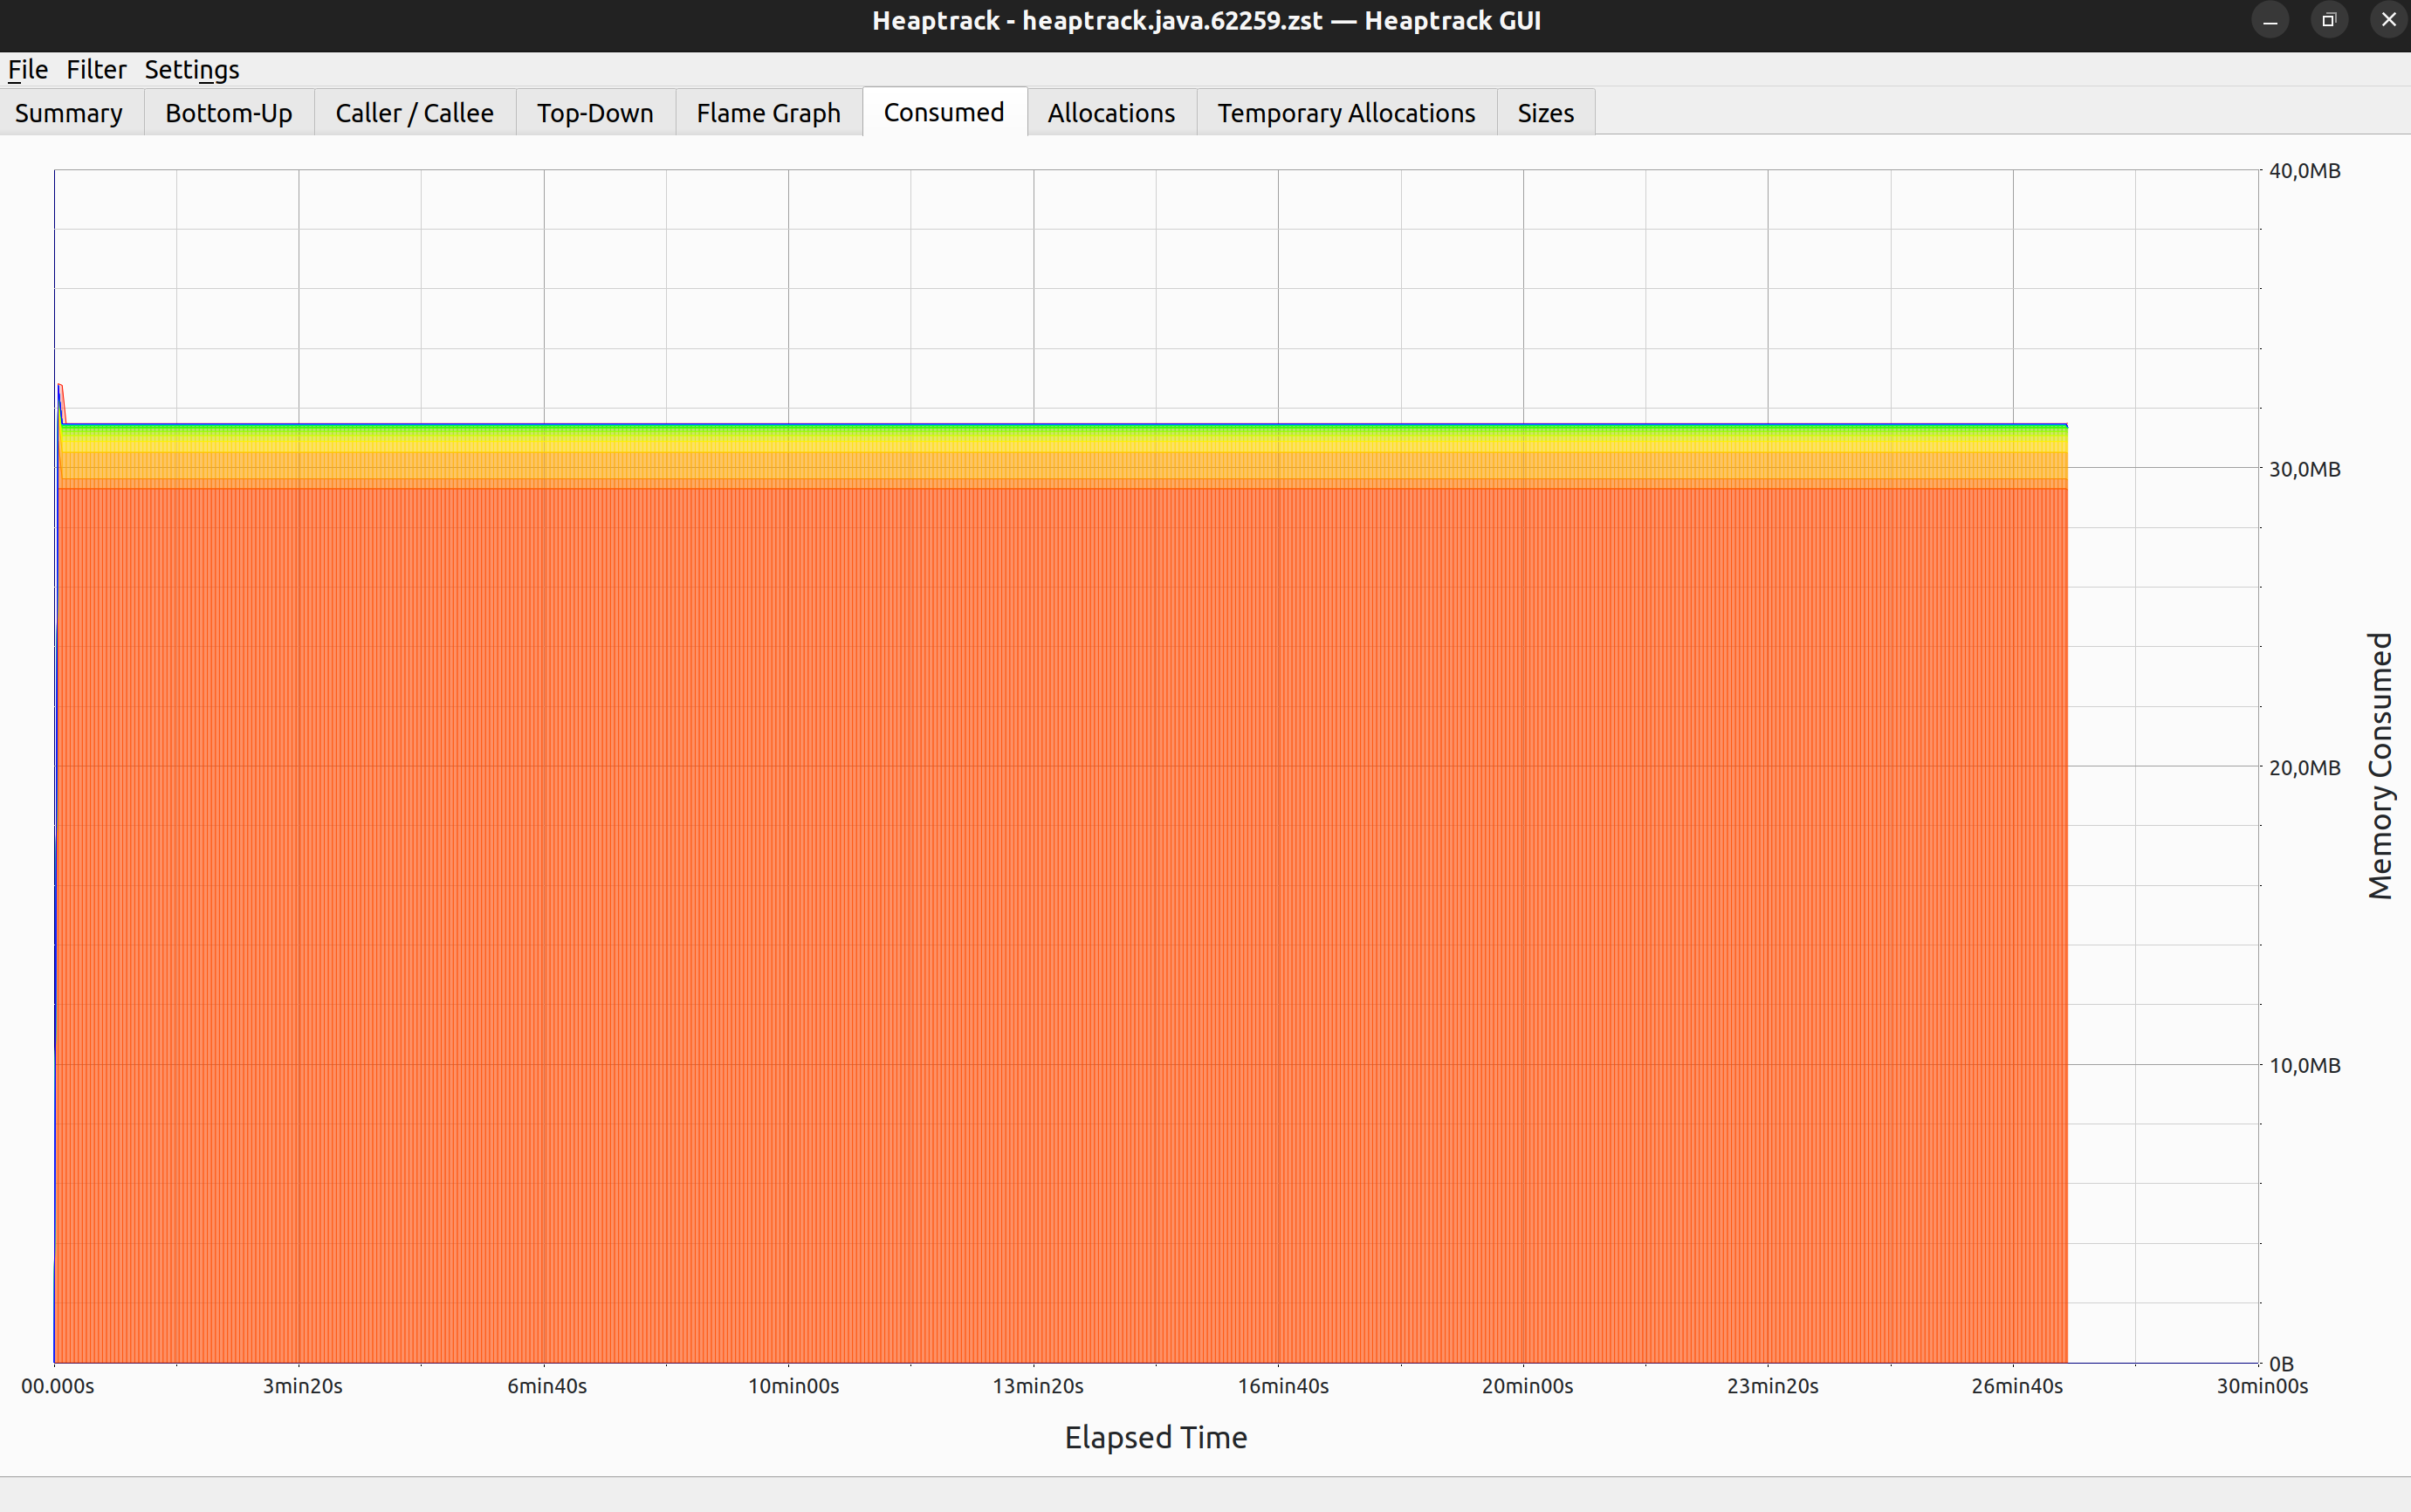 Heaptrack - heaptrack.java.62259.zst — Heaptrack GUI
File Filter Settings
Summary Bottom-Up Caller / Callee Top-Down Flame Graph Consumed Allocations Temporary Allocations Sizes
40,0MB
30,0MB
20,0MB
10,0MB
0B
Memory Consumed
00.000s 3min20s 6min40s 10min00s 13min20s 16min40s 20min00s 23min20s 26min40s 30min00s
Elapsed Time